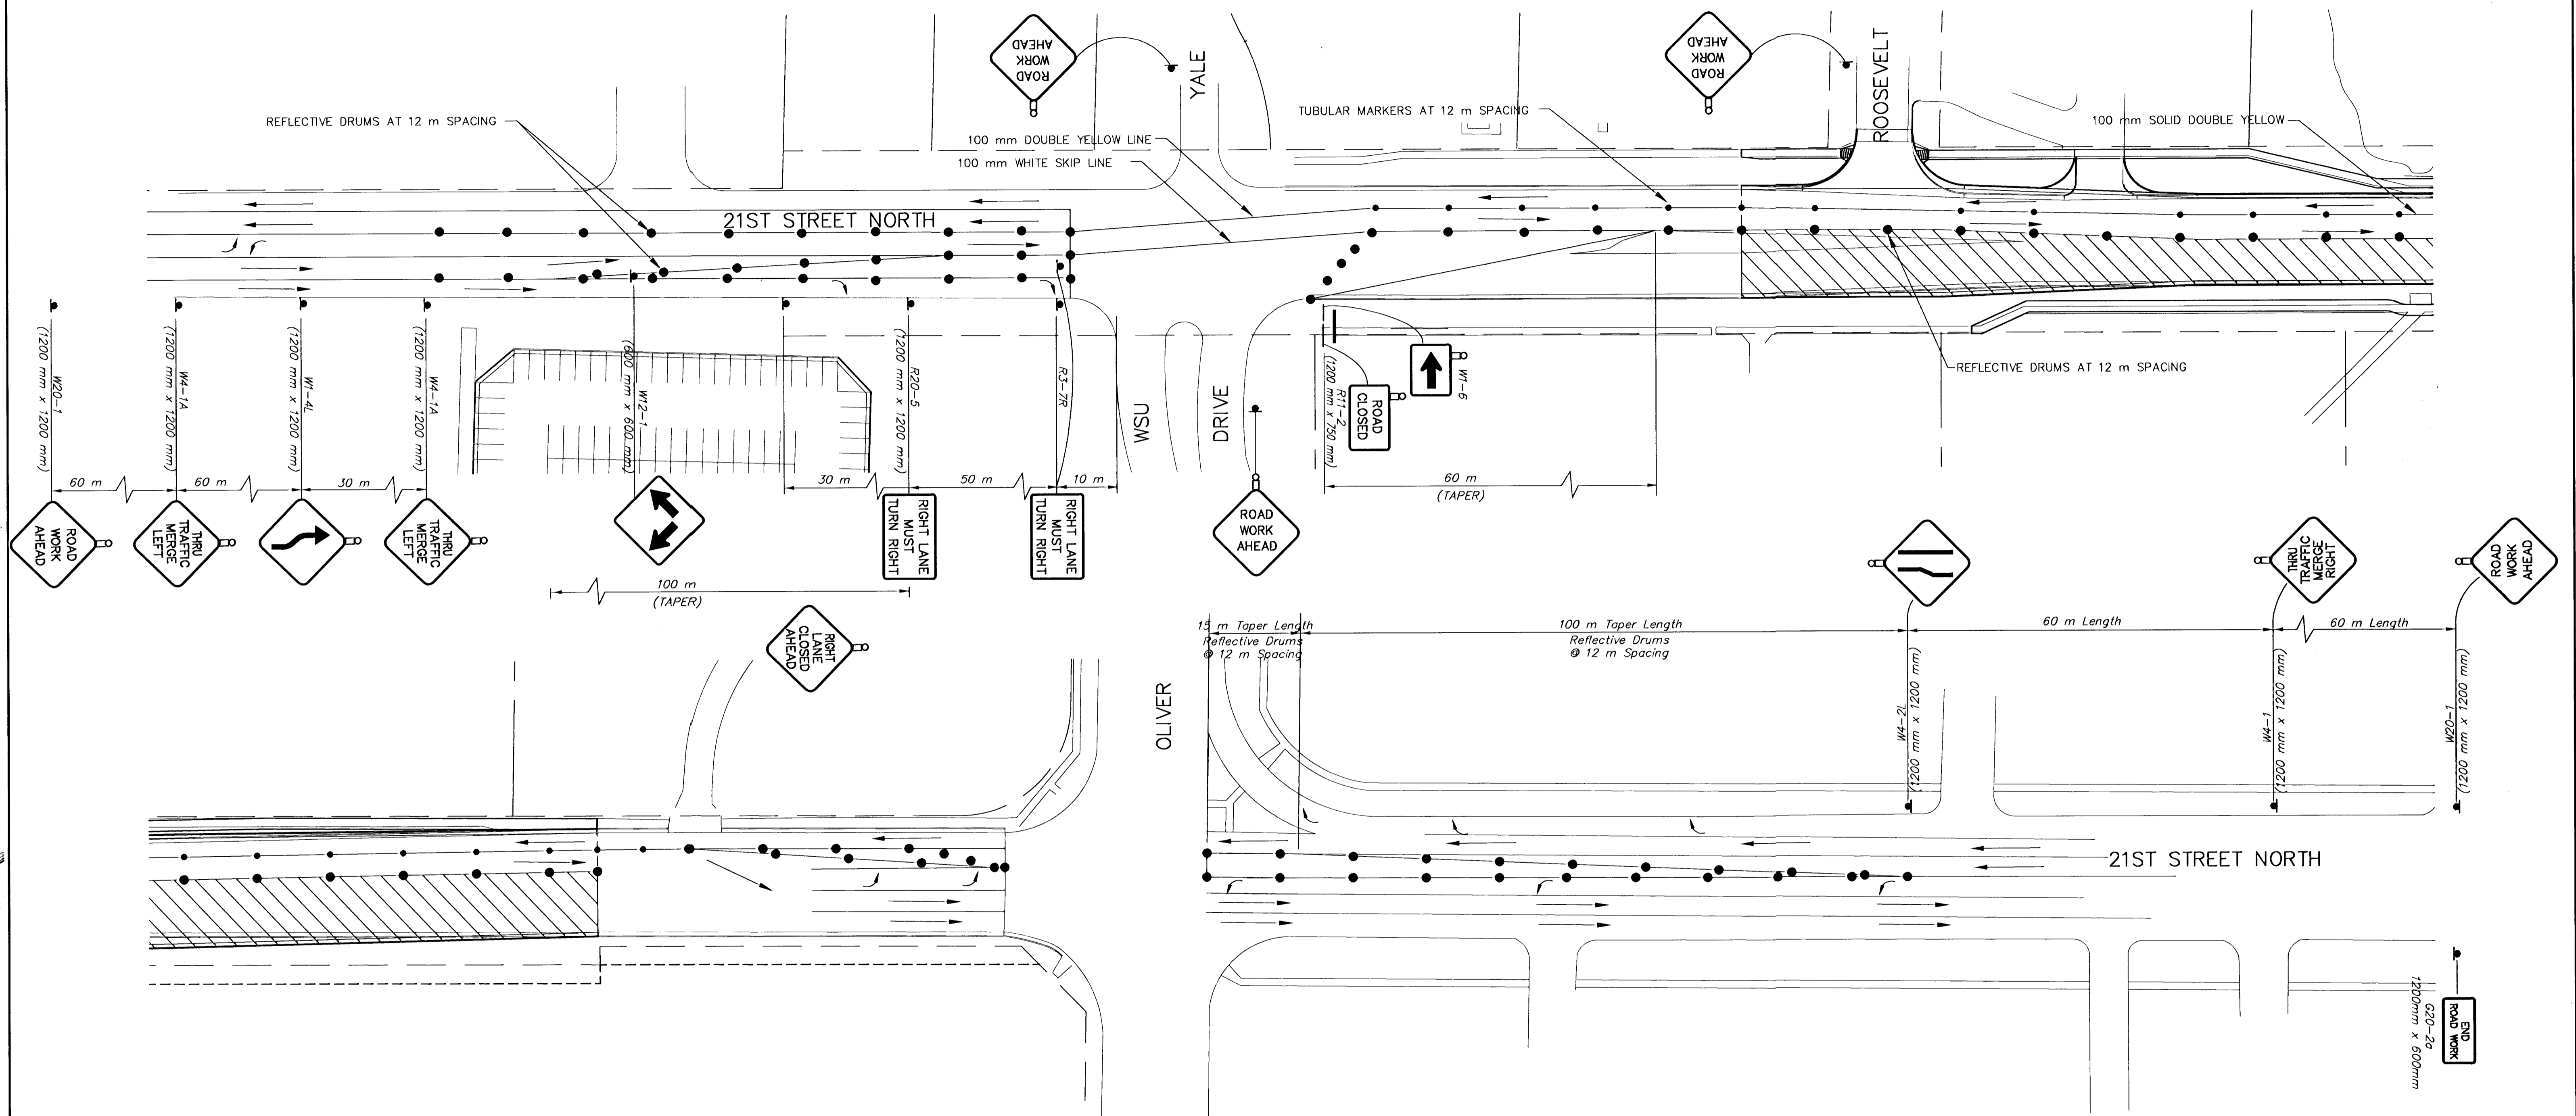 ROAD
WORK
AHEAD
YALE
ROAD
WORK
AHEAD
ROOSEVELT
REFLECTIVE DRUMS AT 12 m SPACING
100 mm DOUBLE YELLOW LINE
100 mm WHITE SKIP LINE
TUBULAR MARKERS AT 12 m SPACING
100 mm SOLID DOUBLE YELLOW
21ST STREET NORTH
REFLECTIVE DRUMS AT 12 m SPACING
W20-1
(1200 mm x 1200 mm)
W4-1A
(1200 mm x 1200 mm)
W1-4L
(1200 mm x 1200 mm)
W4-1A
(1200 mm x 1200 mm)
W12-1
(600 mm x 600 mm)
R20-5
(1200 mm x 1200 mm)
R3-7R
WSU
DRIVE
W1-6
ROAD
CLOSED
R11-2
(1200 mm x 750 mm)
60 m
60 m
30 m
30 m
50 m
10 m
60 m
(TAPER)
ROAD
WORK
AHEAD
THRU
TRAFFIC
MERGE
LEFT
THRU
TRAFFIC
MERGE
LEFT
RIGHT LANE
MUST
TURN RIGHT
RIGHT LANE
MUST
TURN RIGHT
ROAD
WORK
AHEAD
100 m
(TAPER)
THRU
TRAFFIC
MERGE
RIGHT
ROAD
WORK
AHEAD
RIGHT
LANE
CLOSED
AHEAD
15 m Taper Length
Reflective Drums
@ 12 m Spacing
100 m Taper Length
Reflective Drums
@ 12 m Spacing
60 m Length
60 m Length
OLIVER
W4-2L
(1200 mm x 1200 mm)
W4-1
(1200 mm x 1200 mm)
W20-1
(1200 mm x 1200 mm)
21ST STREET NORTH
END
ROAD WORK
G20-2a
1200mm x 600mm